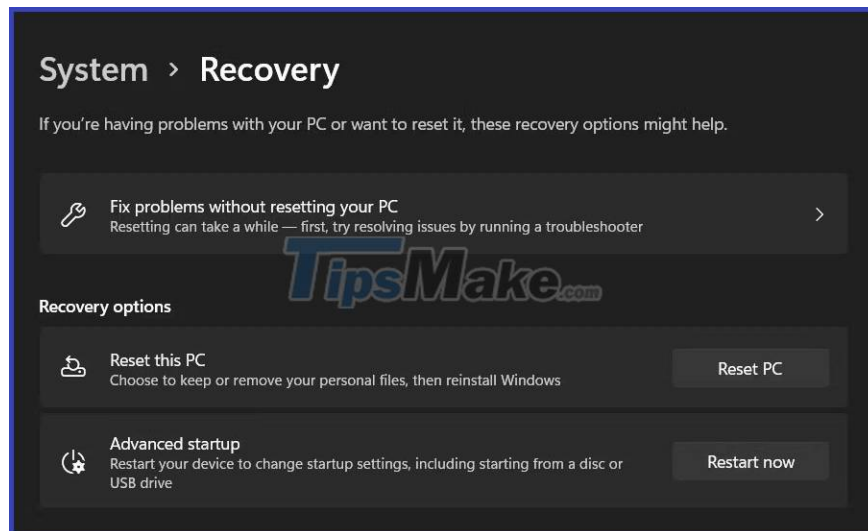 System > Recovery
If you're having problems with your PC or want to reset it, these recovery options might help.
Fix problems without resetting your PC
Resetting can take a while — first, try resolving issues by running a troubleshooter
TipsMake.com
Recovery options
Reset this PC
Choose to keep or remove your personal files, then reinstall Windows
Reset PC
Advanced startup
Restart your device to change startup settings, including starting from a disc or
USB drive
Restart now